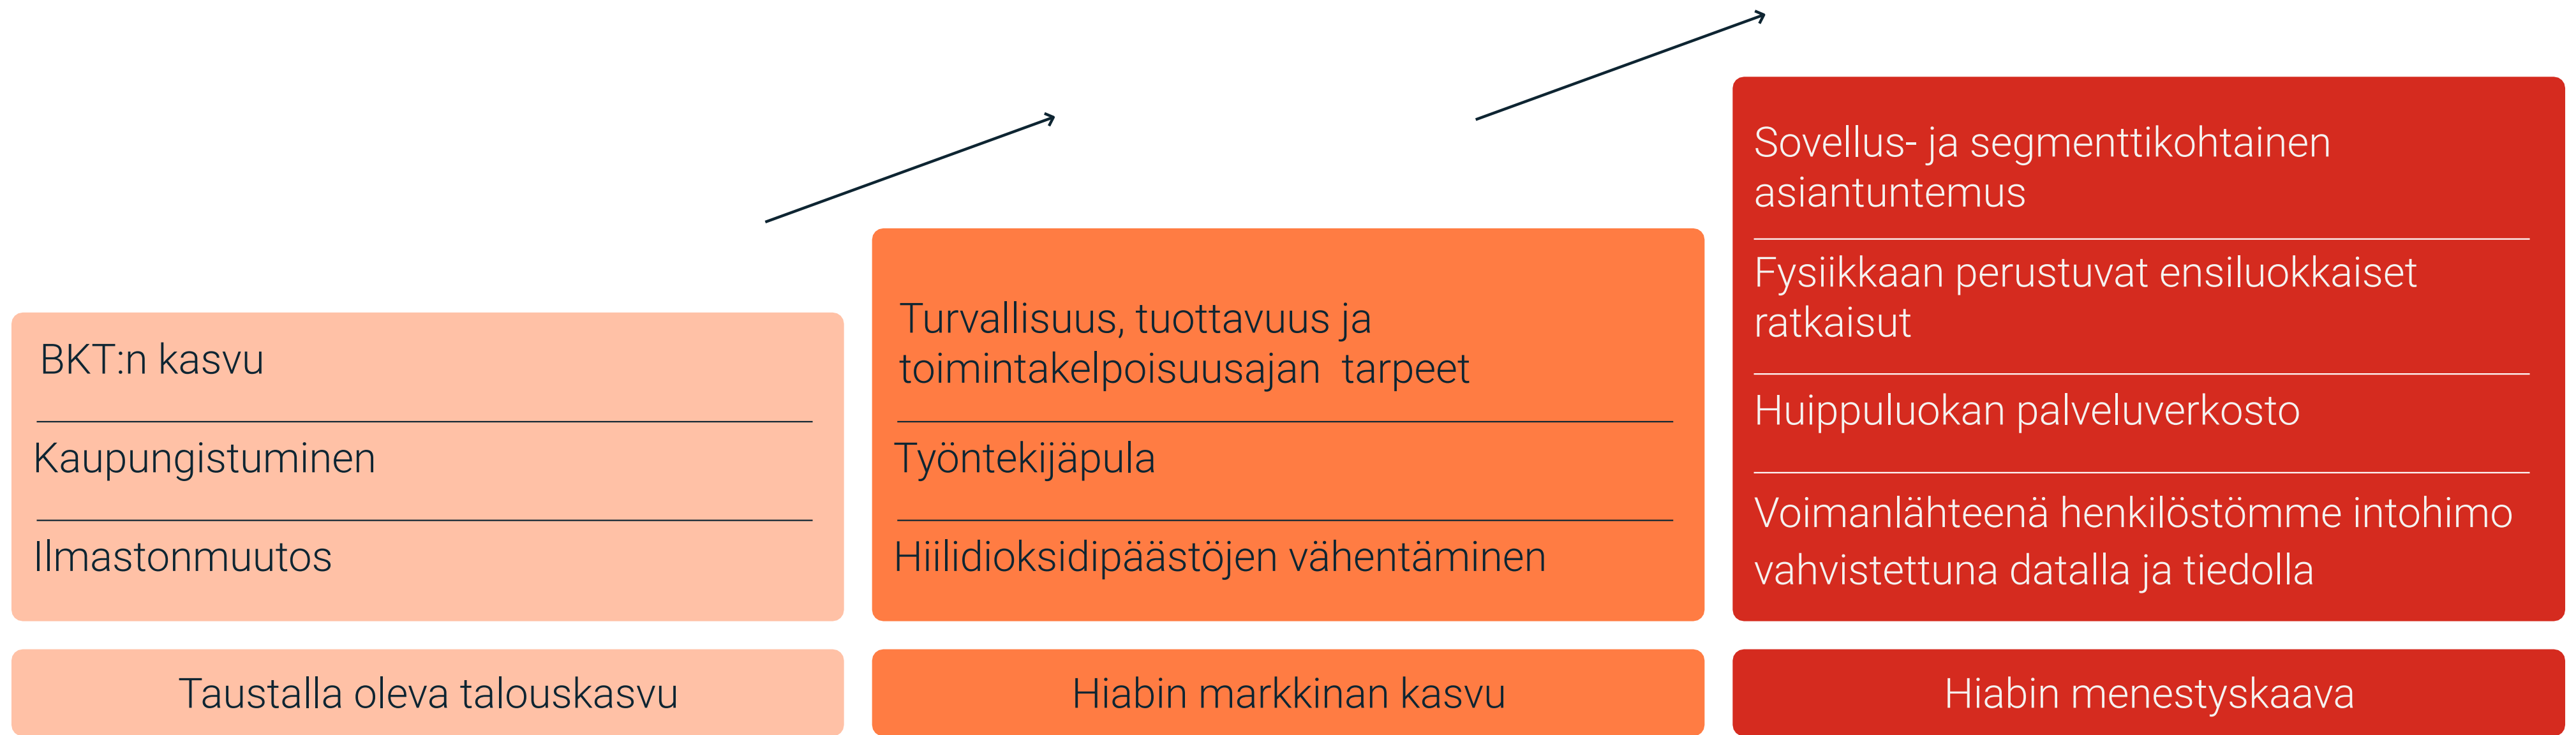 BKT:n kasvu
Kaupungistuminen
Ilmastonmuutos
Taustalla oleva talouskasvu
Turvallisuus, tuottavuus ja
toimintakelpoisuusajan  tarpeet
Työntekijäpula
Hiilidioksidipäästöjen vähentäminen
Hiabin markkinan kasvu
Sovellus- ja segmenttikohtainen
asiantuntemus
Fysiikkaan perustuvat ensiluokkaiset
ratkaisut
Huippuluokan palveluverkosto
Voimanlähteenä henkilöstömme intohimo
vahvistettuna datalla ja tiedolla
Hiabin menestyskaava